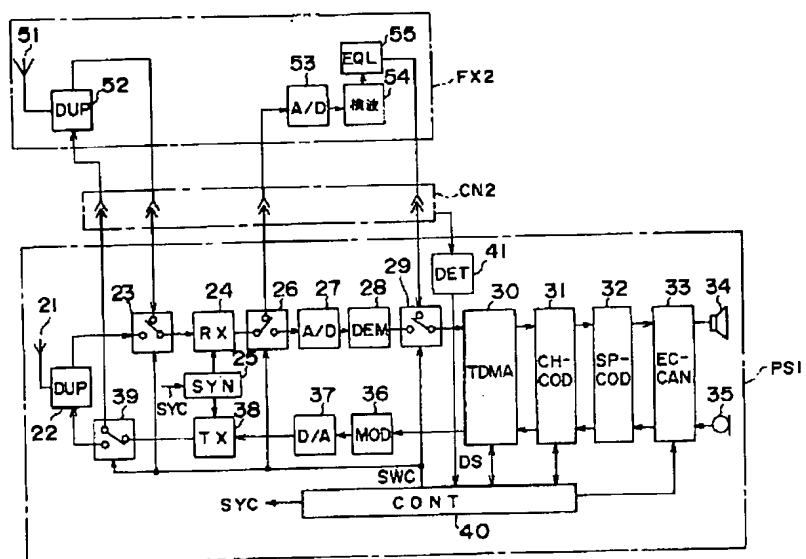 51
52
DUP
53
A/D
55
EQL
54
検波
FX2
CN2
41
DET
21
22
DUP
23
24
RX
25
SYN
SYC
26
27
A/D
28
DEM
29
30
TDMA
31
CH-
COD
32
SP-
COD
33
EC-
CAN
34
35
39
38
TX
37
D/A
36
MOD
SWC
DS
SYC
CONT
40
PS1